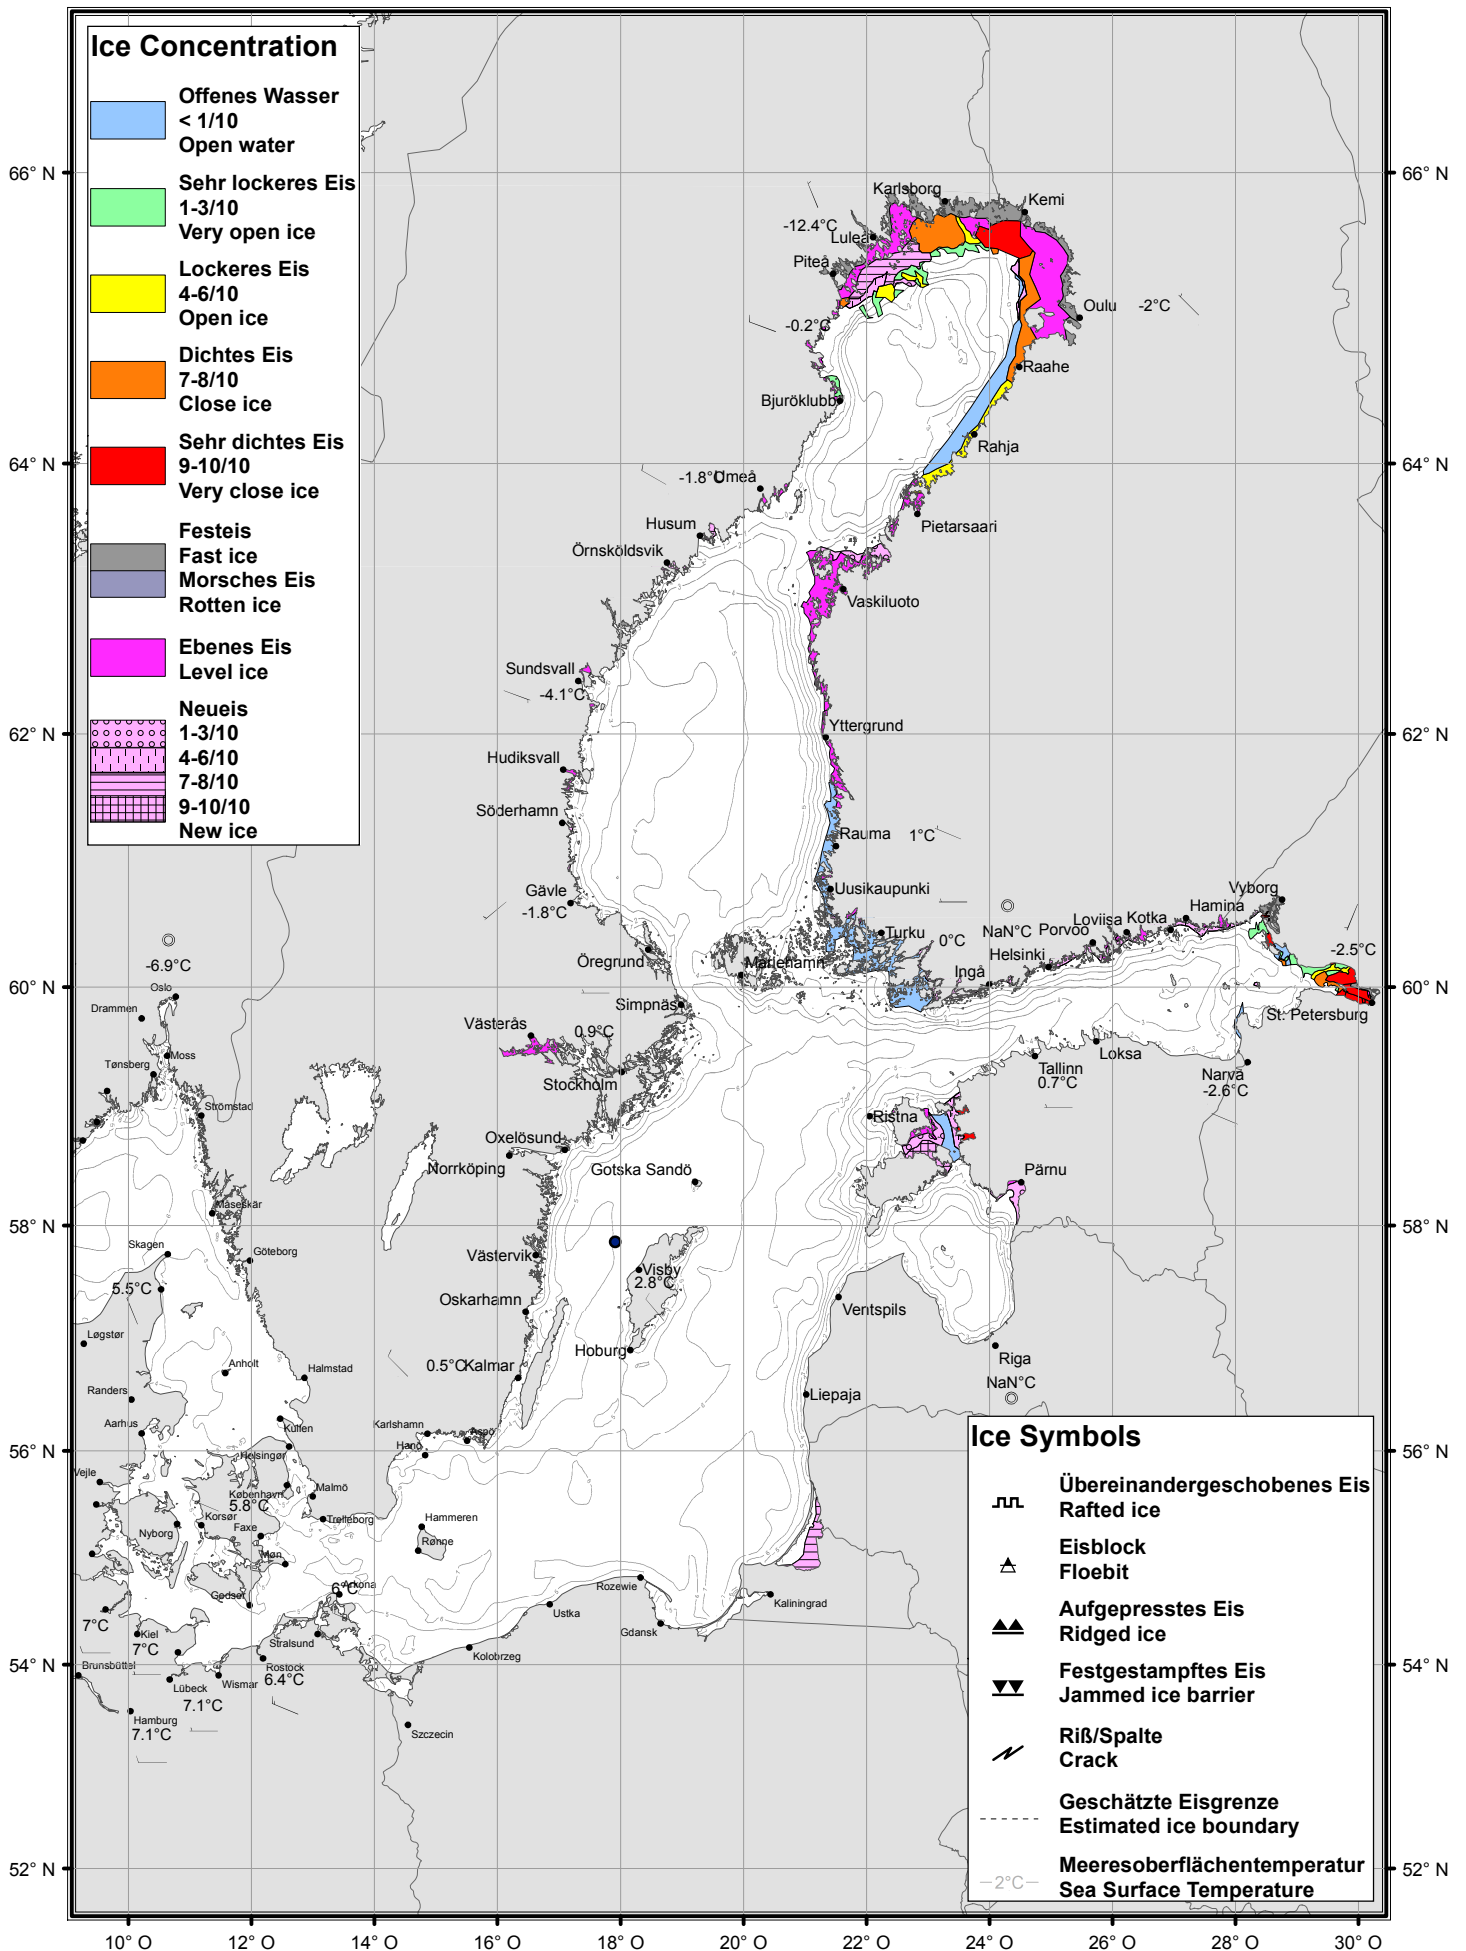 Ice Concentration
Offenes Wasser
< 1/10
Open water
Sehr lockeres Eis
1-3/10
Very open ice
Lockeres Eis
4-6/10
Open ice
Dichtes Eis
7-8/10
Close ice
Sehr dichtes Eis
9-10/10
Very close ice
Festeis
Fast ice
Morsches Eis
Rotten ice
Ebenes Eis
Level ice
Neueis
1-3/10
4-6/10
7-8/10
9-10/10
New ice
66° N
66° N
64° N
64° N
62° N
62° N
60° N
60° N
58° N
58° N
56° N
56° N
54° N
54° N
52° N
52° N
Karlsborg
Kemi
-12.4°C
Luleå
Piteå
Oulu
-2°C
-0.2°C
Raahe
Bjuröklubb
Rahja
-1.8°C
Umeå
Husum
Pietarsaari
Örnsköldsvik
Vaskiluoto
Sundsvall
-4.1°C
Yttergrund
Hudiksvall
Söderhamn
Rauma
1°C
Gävle
-1.8°C
Uusikaupunki
Vyborg
Hamina
Loviisa
Kotka
Turku
0°C
NaN°C
Porvoo
Helsinki
-2.5°C
Öregrund
Mariehamn
Ingå
-6.9°C
Oslo
Drammen
Simpnäs
St. Petersburg
Västerås
0.9°C
Moss
Tønsberg
Stockholm
Loksa
Tallinn
0.7°C
Narva
-2.6°C
Strömstad
Ristna
Oxelösund
Norrköping
Gotska Sandö
Pärnu
Måseskär
Skagen
Göteborg
Västervik
Visby
2.8°C
5.5°C
Oskarhamn
Ventspils
Løgstør
Hoburg
Riga
NaN°C
Anholt
Halmstad
0.5°C
Kalmar
Randers
Liepaja
Aarhus
Kullen
Karlshamn
Aspö
Hanö
Helsingør
Vejle
København
5.8°C
Malmö
Korsør
Trelleborg
Hammeren
Nyborg
Faxe
Rønne
Møn
Gedser
6°C
Arkona
Rozewie
Kaliningrad
Ustka
7°C
Kiel
7°C
Stralsund
Gdansk
Kolobrzeg
Brunsbüttel
Rostock
6.4°C
Lübeck
Wismar
7.1°C
Hamburg
7.1°C
Szczecin
Ice Symbols
Übereinandergeschobenes Eis
Rafted ice
Eisblock
Floebit
Aufgepresstes Eis
Ridged ice
Festgestampftes Eis
Jammed ice barrier
Riß/Spalte
Crack
Geschätzte Eisgrenze
Estimated ice boundary
Meeresoberflächentemperatur
2°C
Sea Surface Temperature
10° O
12° O
14° O
16° O
18° O
20° O
22° O
24° O
26° O
28° O
30° O